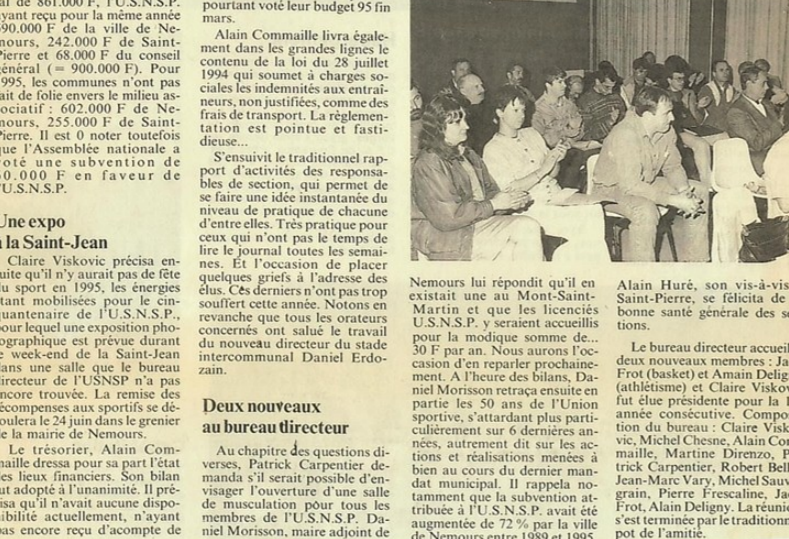 de 861.000 F, l'U.S.N.S.P.
ayant reçu pour la même année
590.000 F de la ville de Ne-
mours, 242.000 F de Saint-
Pierre et 68.000 F du conseil
général (= 900.000 F). Pour
1995, les communes n'ont pas
fait de folie envers le milieu as-
sociatif : 602.000 F de Ne-
mours, 255.000 F de Saint-
Pierre. Il est 0 noter toutefois
que l'Assemblée nationale a
voté une subvention de
0.000 F en faveur de
l'U.S.N.S.P.
Une expo
à la Saint-Jean
Claire Viskovic précisa en-
suite qu'il n'y aurait pas de fête
du sport en 1995, les énergies
étant mobilisées pour le cin-
quantenaire de l'U.S.N.S.P.,
pour lequel une exposition pho-
tographique est prévue durant
le week-end de la Saint-Jean
dans une salle que le bureau
directeur de l'USNSP n'a pas
encore trouvée. La remise des
récompenses aux sportifs se dé-
roulera le 24 juin dans le grenier
de la mairie de Nemours.
Le trésorier, Alain Com-
maille dressa pour sa part l'état
des lieux financiers. Son bilan
fut adopté à l'unanimité. Il pré-
cisa qu'il n'avait aucune dispo-
nibilité actuellement, n'ayant
pas encore reçu d'acompte de
pourtant voté leur budget 95 fin
mars.
Alain Commaille livra égale-
ment dans les grandes lignes le
contenu de la loi du 28 juillet
1994 qui soumet à charges so-
ciales les indemnités aux entraî-
neurs, non justifiées, comme des
frais de transport. La règlemen-
tation est pointue et fasti-
dieuse...
S'ensuivit le traditionnel rap-
port d'activités des responsa-
bles de section, qui permet de
se faire une idée instantanée du
niveau de pratique de chacune
d'entre elles. Très pratique pour
ceux qui n'ont pas le temps de
lire le journal toutes les semai-
nes. Et l'occasion de placer
quelques griefs à l'adresse des
élus. Ces derniers n'ont pas trop
souffert cette année. Notons en
revanche que tous les orateurs
concernés ont salué le travail
du nouveau directeur du stade
intercommunal Daniel Erdo-
zain.
Deux nouveaux
au bureau directeur
Au chapitre des questions di-
verses, Patrick Carpentier de-
manda s'il serait possible d'en-
visager l'ouverture d'une salle
de musculation pour tous les
membres de l'U.S.N.S.P. Da-
niel Morisson, maire adjoint de
Nemours lui répondit qu'il en
existait une au Mont-Saint-
Martin et que les licenciés
U.S.N.S.P. y seraient accueillis
pour la modique somme de...
30 F par an. Nous aurons l'oc-
casion d'en reparler prochaine-
ment. A l'heure des bilans, Da-
niel Morisson retraça ensuite en
partie les 50 ans de l'Union
sportive, s'attardant plus parti-
culièrement sur 6 dernières an-
nées, autrement dit sur les ac-
tions et réalisations menées à
bien au cours du dernier man-
dat municipal. Il rappela no-
tamment que la subvention at-
tribuée à l'U.S.N.S.P. avait été
augmentée de 72 % par la ville
de Nemours entre 1989 et 1995.
Alain Huré, son vis-à-vis
Saint-Pierre, se félicita de
bonne santé générale des se
tions.
Le bureau directeur accueil
deux nouveaux membres : Ja
Frot (basket) et Amain Delig
(athlètisme) et Claire Viskov
fut élue présidente pour la 1
année consécutive. Compos
tion du bureau : Claire Visk
vic, Michel Chesne, Alain Com
maille, Martine Direnzo, P
trick Carpentier, Robert Bell
Jean-Marc Vary, Michel Sauv
grain, Pierre Frescaline, Jac
Frot, Alain Deligny. La réunie
s'est terminée par le traditionn
pot de l'amitié.